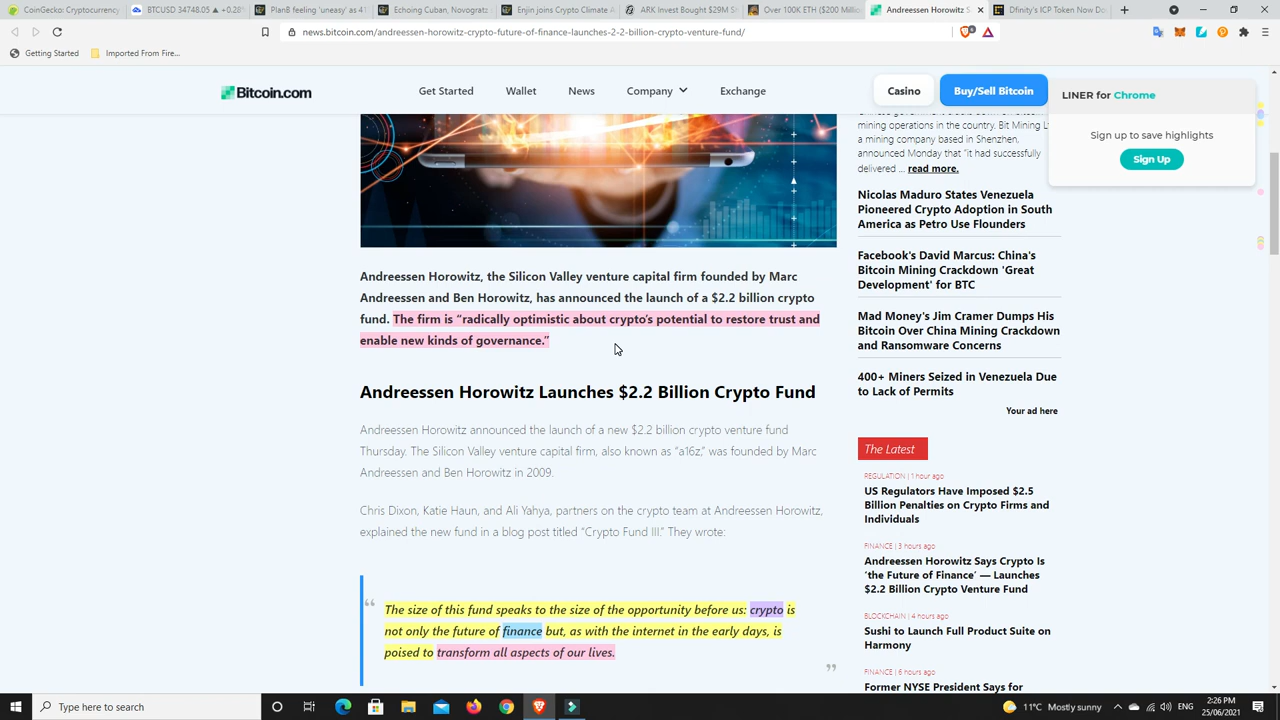 CoinGecko: Cryptocurrency
BTCUSD 34748.05 ▲ +0.28%
PlanB feeling 'uneasy' as 41
Echoing Cuban, Novogratz
Enjin joins Crypto Climate A
ARK Invest Bought $29M S
Over 100K ETH ($200 Millio
Andreessen Horowitz S
Dfinity's ICP Token Now Do
news.bitcoin.com/andreessen-horowitz-crypto-future-of-finance-launches-2-2-billion-crypto-venture-fund/
Getting Started
Imported From Fire...
Bitcoin.com
Get Started
Wallet
News
Company
Exchange
Casino
Buy/Sell Bitcoin
LINER for Chrome
Sign up to save highlights
Sign Up
mining operations in the country. Bit Mining L
a mining company based in Shenzhen,
announced Monday that "it had successfully
delivered ... read more.
Nicolas Maduro States Venezuela
Pioneered Crypto Adoption in South
America as Petro Use Flounders
Facebook's David Marcus: China's
Bitcoin Mining Crackdown 'Great
Development' for BTC
Mad Money's Jim Cramer Dumps His
Bitcoin Over China Mining Crackdown
and Ransomware Concerns
400+ Miners Seized in Venezuela Due
to Lack of Permits
Your ad here
Andreessen Horowitz, the Silicon Valley venture capital firm founded by Marc
Andreessen and Ben Horowitz, has announced the launch of a $2.2 billion crypto
fund. The firm is “radically optimistic about crypto’s potential to restore trust and
enable new kinds of governance.”
Andreessen Horowitz Launches $2.2 Billion Crypto Fund
Andreessen Horowitz announced the launch of a new $2.2 billion crypto venture fund
Thursday. The Silicon Valley venture capital firm, also known as “a16z,” was founded by Marc
Andreessen and Ben Horowitz in 2009.
Chris Dixon, Katie Haun, and Ali Yahya, partners on the crypto team at Andreessen Horowitz,
explained the new fund in a blog post titled “Crypto Fund III.” They wrote:
“ The size of this fund speaks to the size of the opportunity before us: crypto is
not only the future of finance but, as with the internet in the early days, is
poised to transform all aspects of our lives. ”
The Latest
REGULATION | 1 hour ago
US Regulators Have Imposed $2.5
Billion Penalties on Crypto Firms and
Individuals
FINANCE | 3 hours ago
Andreessen Horowitz Says Crypto Is
‘the Future of Finance’ — Launches
$2.2 Billion Crypto Venture Fund
BLOCKCHAIN | 4 hours ago
Sushi to Launch Full Product Suite on
Harmony
FINANCE | 6 hours ago
Former NYSE President Says for
Type here to search
11°C Mostly sunny
ENG
2:26 PM
25/06/2021